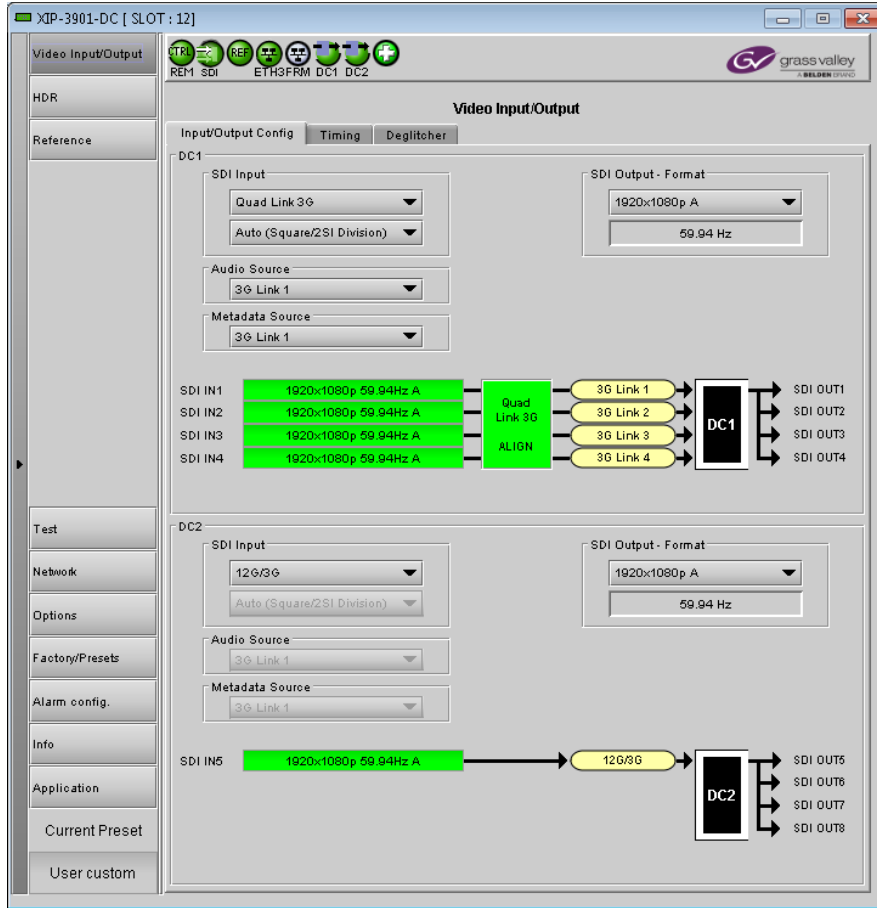 XIP-3901-DC [ SLOT : 12]
Video Input/Output
HDR
Reference
Test
Network
Options
Factory/Presets
Alarm config.
Info
Application
Current Preset
User custom
CTRL REF
REM SDI ETH3FRM DC1 DC2
grass valley
A BELDEN BRAND
Video Input/Output
Input/Output Config Timing Deglitcher
DC1
SDI Input
Quad Link 3G
Auto (Square/2SI Division)
SDI Output - Format
1920x1080p A
59.94 Hz
Audio Source
3G Link 1
Metadata Source
3G Link 1
SDI IN1 1920x1080p 59.94Hz A 3G Link 1 SDI OUT1
SDI IN2 1920x1080p 59.94Hz A 3G Link 2 SDI OUT2
SDI IN3 1920x1080p 59.94Hz A 3G Link 3 SDI OUT3
SDI IN4 1920x1080p 59.94Hz A 3G Link 4 SDI OUT4
Quad
Link 3G
ALIGN
DC1
DC2
SDI Input
12G/3G
Auto (Square/2SI Division)
SDI Output - Format
1920x1080p A
59.94 Hz
Audio Source
3G Link 1
Metadata Source
3G Link 1
SDI IN5 1920x1080p 59.94Hz A 12G/3G SDI OUT5
SDI OUT6
DC2
SDI OUT7
SDI OUT8